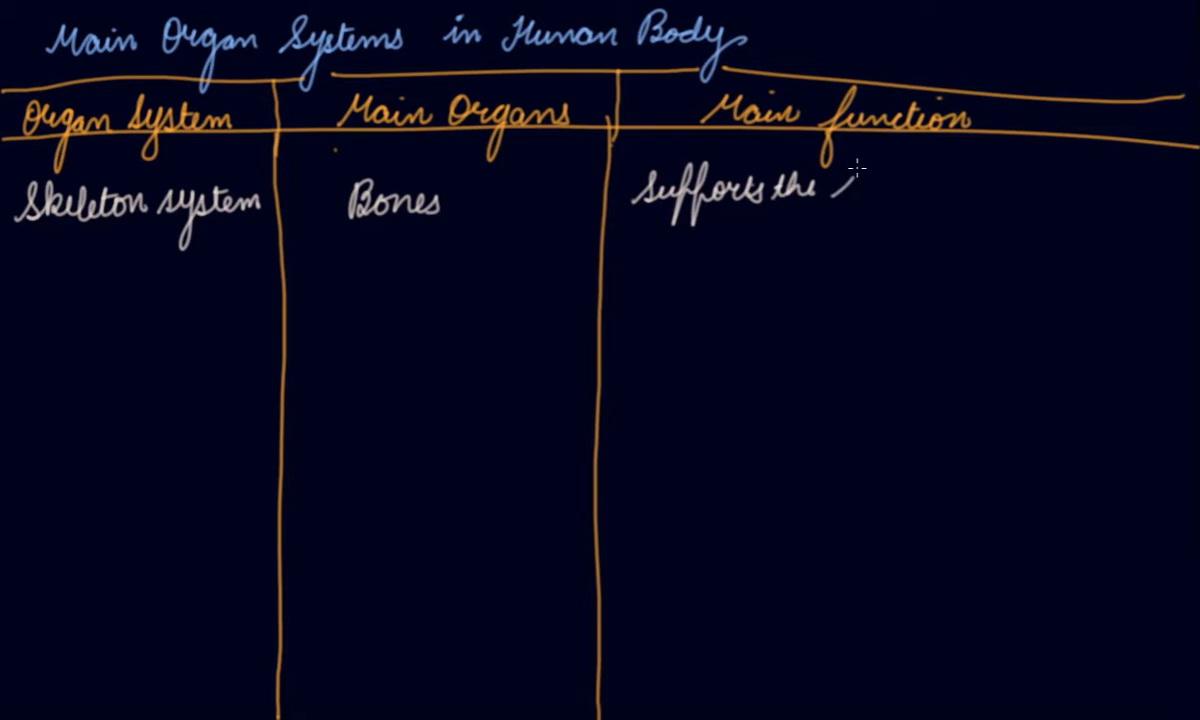 Main Organ Systems in Human Body
Organ System Main Organs Main function
Skeleton system Bones Supports the